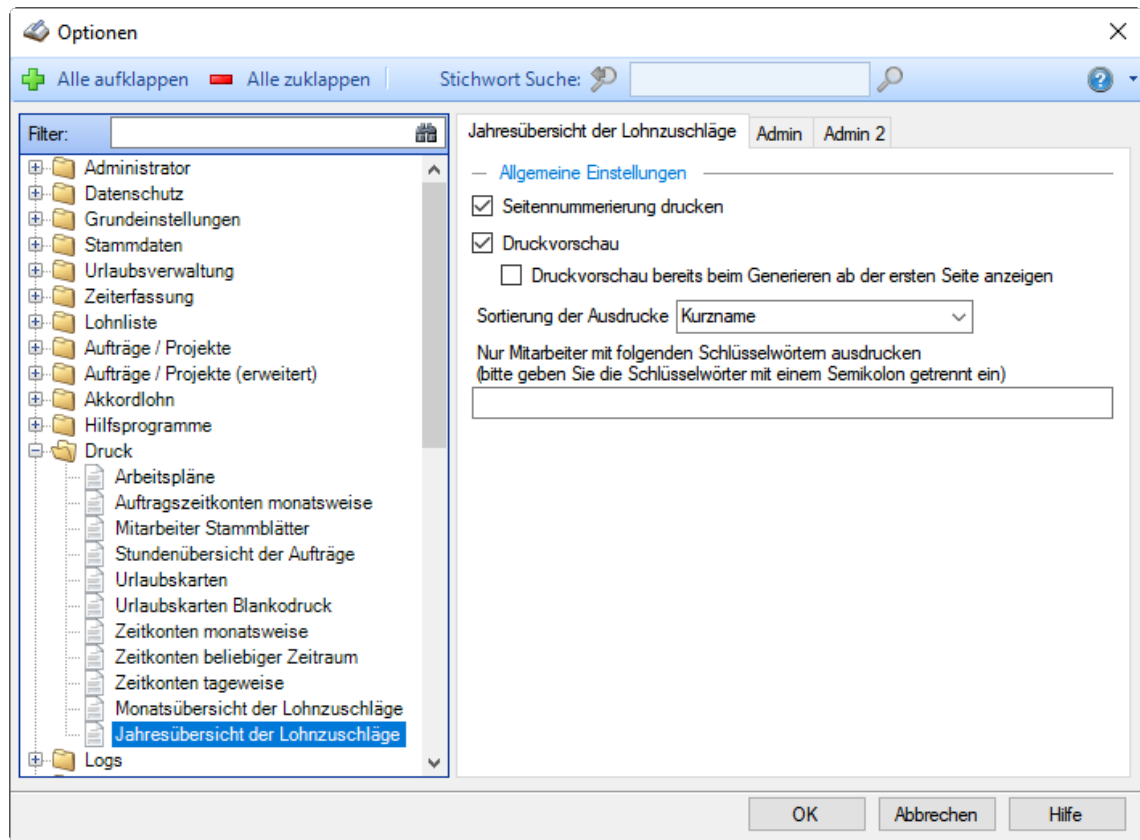 Optionen
Alle aufklappen Alle zuklappen Stichwort Suche:
Filter:
Administrator
Datenschutz
Grundeinstellungen
Stammdaten
Urlaubsverwaltung
Zeiterfassung
Lohnliste
Aufträge / Projekte
Aufträge / Projekte (erweitert)
Akkordlohn
Hilfsprogramme
Druck
Arbeitspläne
Auftragszeitkonten monatsweise
Mitarbeiter Stammblätter
Stundenübersicht der Aufträge
Urlaubskarten
Urlaubskarten Blankodruck
Zeitkonten monatsweise
Zeitkonten beliebiger Zeitraum
Zeitkonten tageweise
Monatsübersicht der Lohnzuschläge
Jahresübersicht der Lohnzuschläge
Logs
Jahresübersicht der Lohnzuschläge Admin Admin 2
Allgemeine Einstellungen
Seitennummerierung drucken
Druckvorschau
Druckvorschau bereits beim Generieren ab der ersten Seite anzeigen
Sortierung der Ausdrucke Kurzname
Nur Mitarbeiter mit folgenden Schlüsselwörtern ausdrucken
(bitte geben Sie die Schlüsselwörter mit einem Semikolon getrennt ein)
OK Abbrechen Hilfe